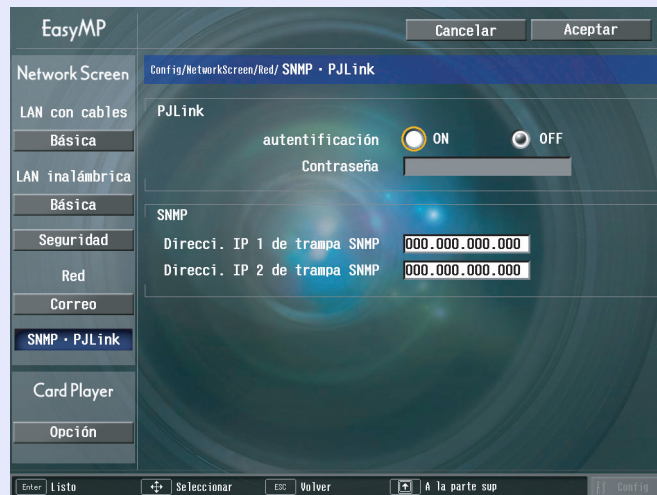 EasyMP
Cancelar
Aceptar
Network Screen
Config/NetworkScreen/Red/ SNMP・PJLink
LAN con cables
Básica
LAN inalámbrica
Básica
Seguridad
Red
Correo
SNMP・PJLink
Card Player
Opción
PJLink
autentificación ON OFF
Contraseña
SNMP
Direcci. IP 1 de trampa SNMP 000.000.000.000
Direcci. IP 2 de trampa SNMP 000.000.000.000
Enter Listo Seleccionar ESC Volver A la parte sup Config